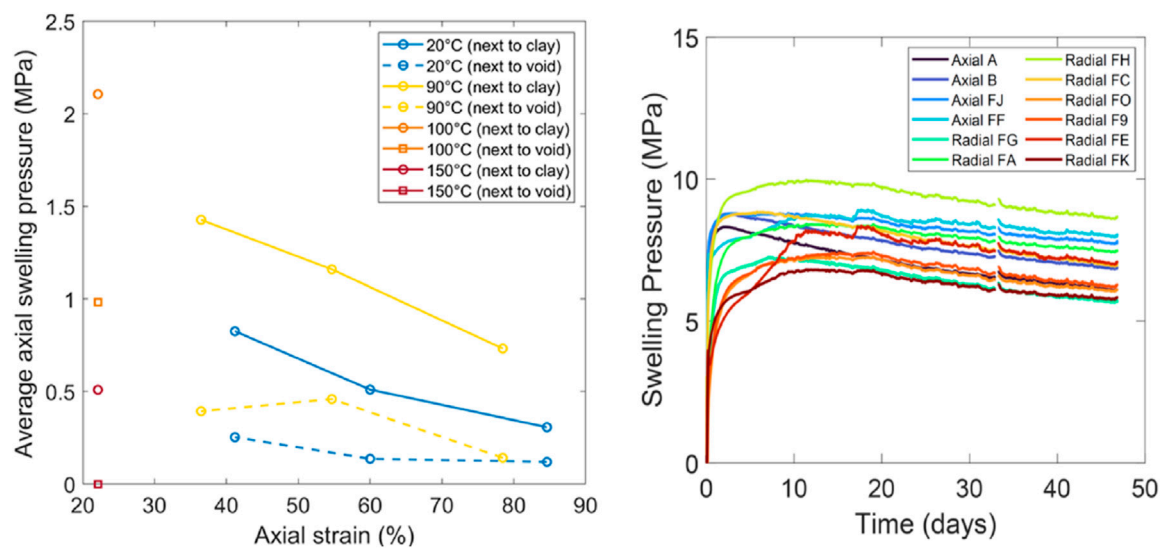 2.5
2
1.5
1
0.5
0
20 30 40 50 60 70 80 90
Average axial swelling pressure (MPa)
Axial strain (%)
20°C (next to clay)
20°C (next to void)
90°C (next to clay)
90°C (next to void)
100°C (next to clay)
100°C (next to void)
150°C (next to clay)
150°C (next to void)
15
10
5
0
0 10 20 30 40 50
Swelling Pressure (MPa)
Time (days)
Axial A
Axial B
Axial FJ
Axial FF
Radial FG
Radial FA
Radial FH
Radial FC
Radial FO
Radial F9
Radial FE
Radial FK